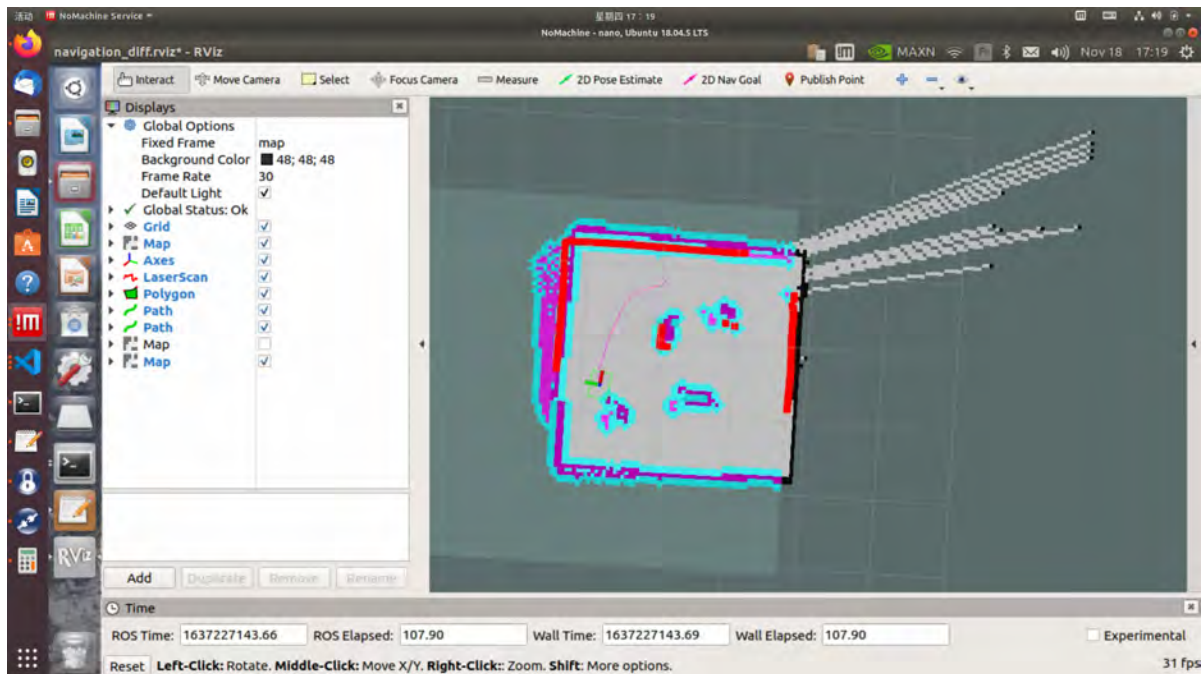 活动 NoMachine Service 星期四 17：19
NoMachine - nano, Ubuntu 18.04.5 LTS
navigation_diff.rviz* - RViz MAXN Nov 18 17:19
Interact Move Camera Select Focus Camera Measure 2D Pose Estimate 2D Nav Goal Publish Point
Displays
Global Options
Fixed Frame map
Background Color 48; 48; 48
Frame Rate 30
Default Light
Global Status: Ok
Grid
Map
Axes
LaserScan
Polygon
Path
Path
Map
Map
Add Duplicate Remove Rename
Time
ROS Time: 1637227143.66 ROS Elapsed: 107.90 Wall Time: 1637227143.69 Wall Elapsed: 107.90 Experimental
Reset Left-Click: Rotate. Middle-Click: Move X/Y. Right-Click:: Zoom. Shift: More options. 31 fps
RViz